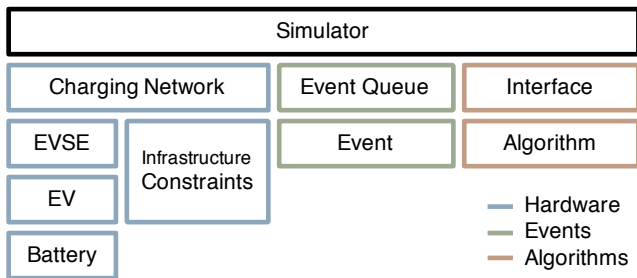 Simulator
Charging Network
Event Queue
Interface
EVSE
Infrastructure
Constraints
Event
Algorithm
EV
Battery
Hardware
Events
Algorithms